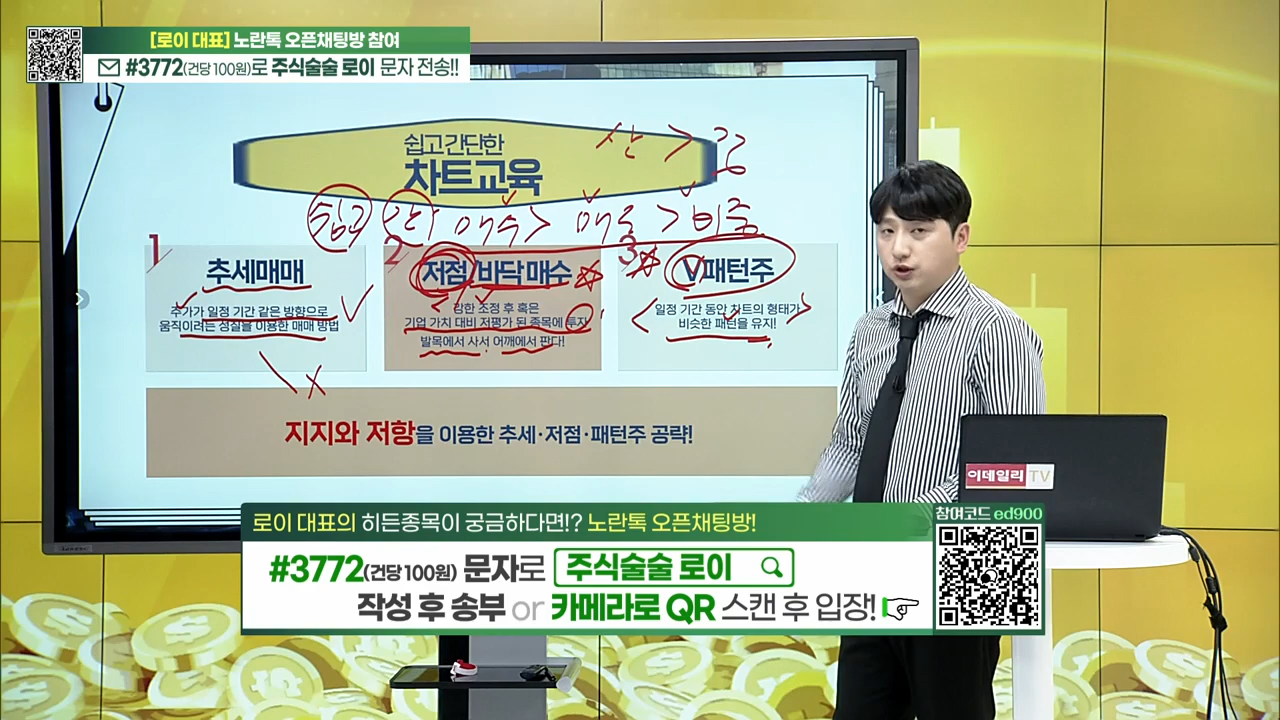 [로이 대표] 노란톡 오픈채팅방 참여
#3772(건당 100원)로 주식술술 로이 문자 전송!!
쉽고 간단한
차트교육
산 >
매수 > 매도 > 비중
1
추세매매
주가가 일정 기간 같은 방향으로
움직이려는 성질을 이용한 매매 방법
2
저점/바닥 매수
강한 조정 후 혹은
기업 가치 대비 저평가 된 종목에 투자
발목에서 사서 어깨에서 판다!
3
V패턴주
일정 기간 동안 차트의 형태가
비슷한 패턴을 유지!
지지와 저항을 이용한 추세·저점·패턴주 공략!
이데일리 TV
로이 대표의 히든종목이 궁금하다면!? 노란톡 오픈채팅방!
#3772(건당 100원) 문자로 주식술술 로이
작성 후 송부 or 카메라로 QR 스캔 후 입장!
참여코드 ed900